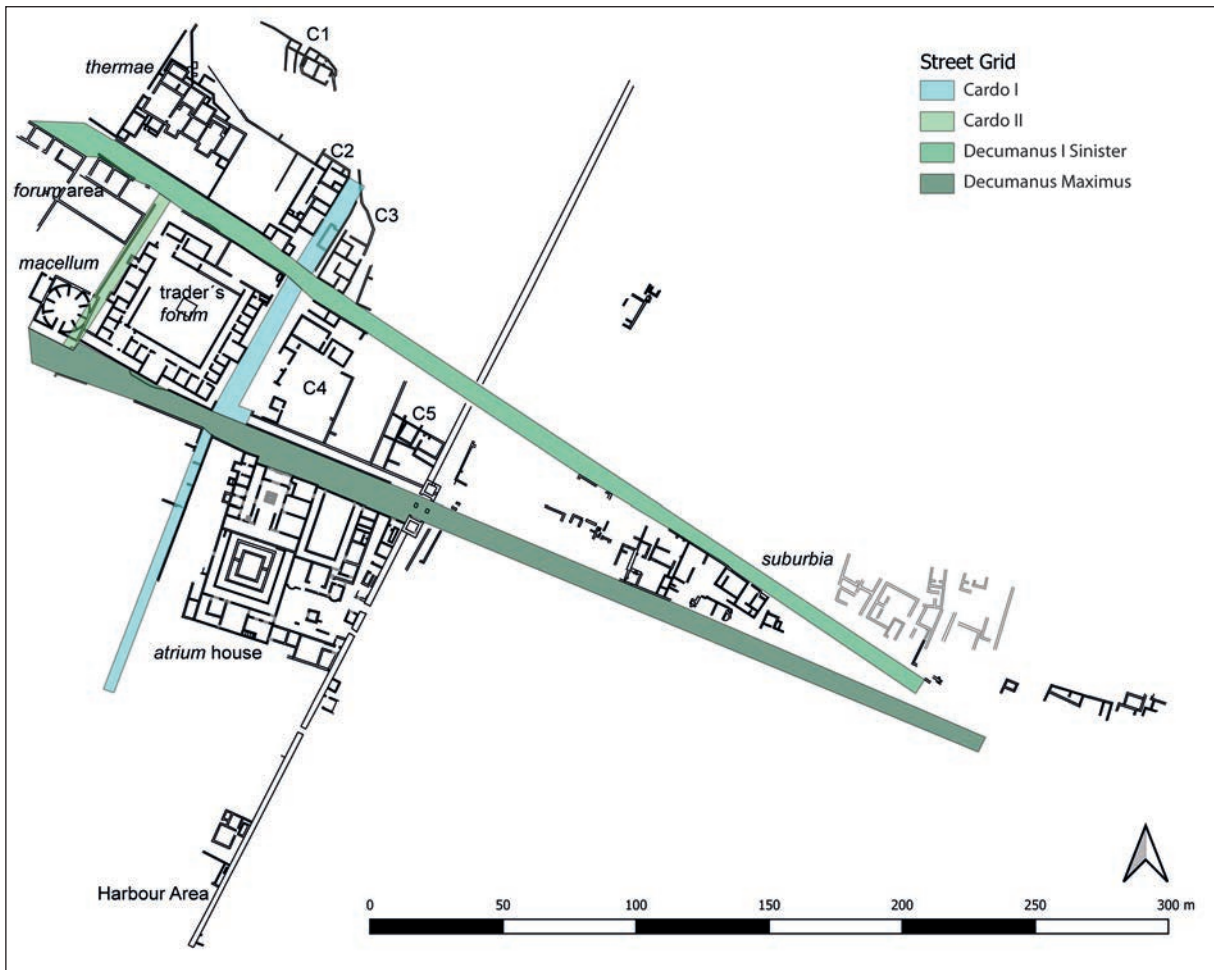 C1
thermae
Street Grid
Cardo I
Cardo II
Decumanus I Sinister
Decumanus Maximus
C2
forum area
C3
macellum
trader´s
forum
C4
C5
suburbia
atrium house
Harbour Area
0 50 100 150 200 250 300 m